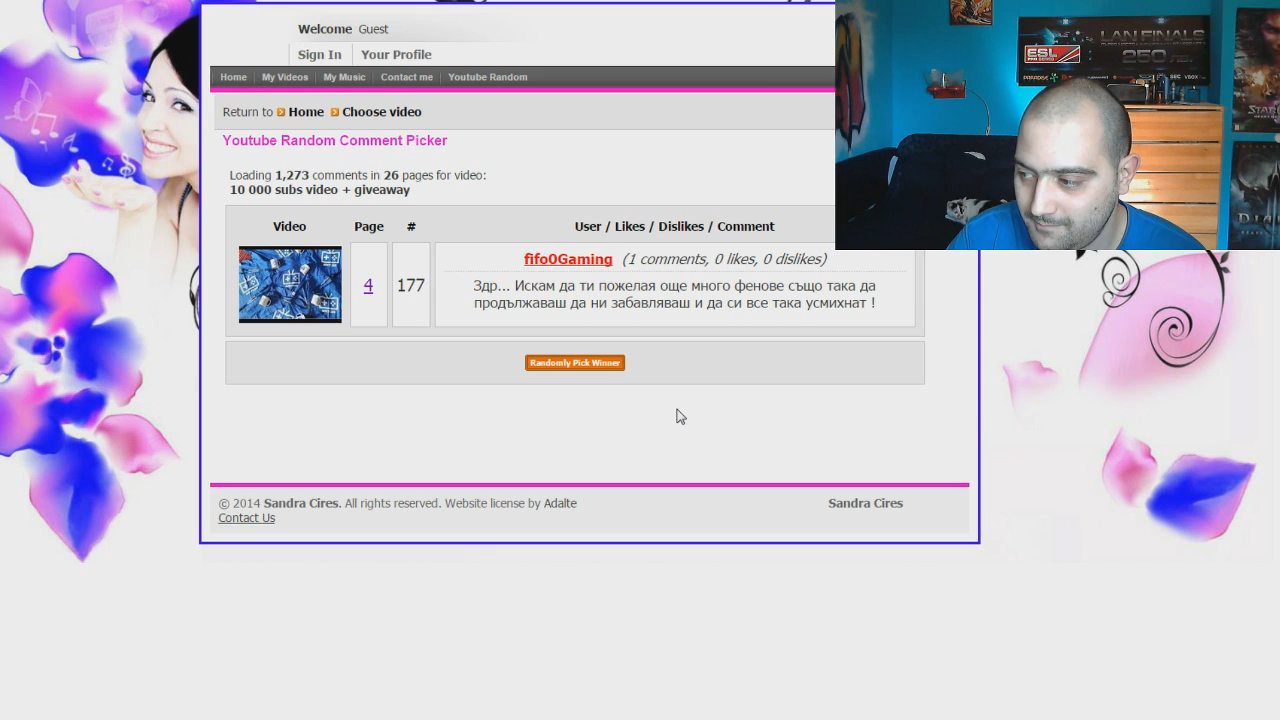 Welcome Guest
Sign In Your Profile
Home My Videos My Music Contact me Youtube Random
Return to Home Choose video
Youtube Random Comment Picker
Loading 1,273 comments in 26 pages for video:
10 000 subs video + giveaway
Video Page # User / Likes / Dislikes / Comment
fifo0Gaming (1 comments, 0 likes, 0 dislikes)
4 177 Здр... Искам да ти пожелая още много фенове също така да
продължаваш да ни забавляваш и да си все така усмихнат !
Randomly Pick Winner
© 2014 Sandra Cires. All rights reserved. Website license by Adalte Sandra Cires
Contact Us
LAN FINALS
ESL
250
PARADISE